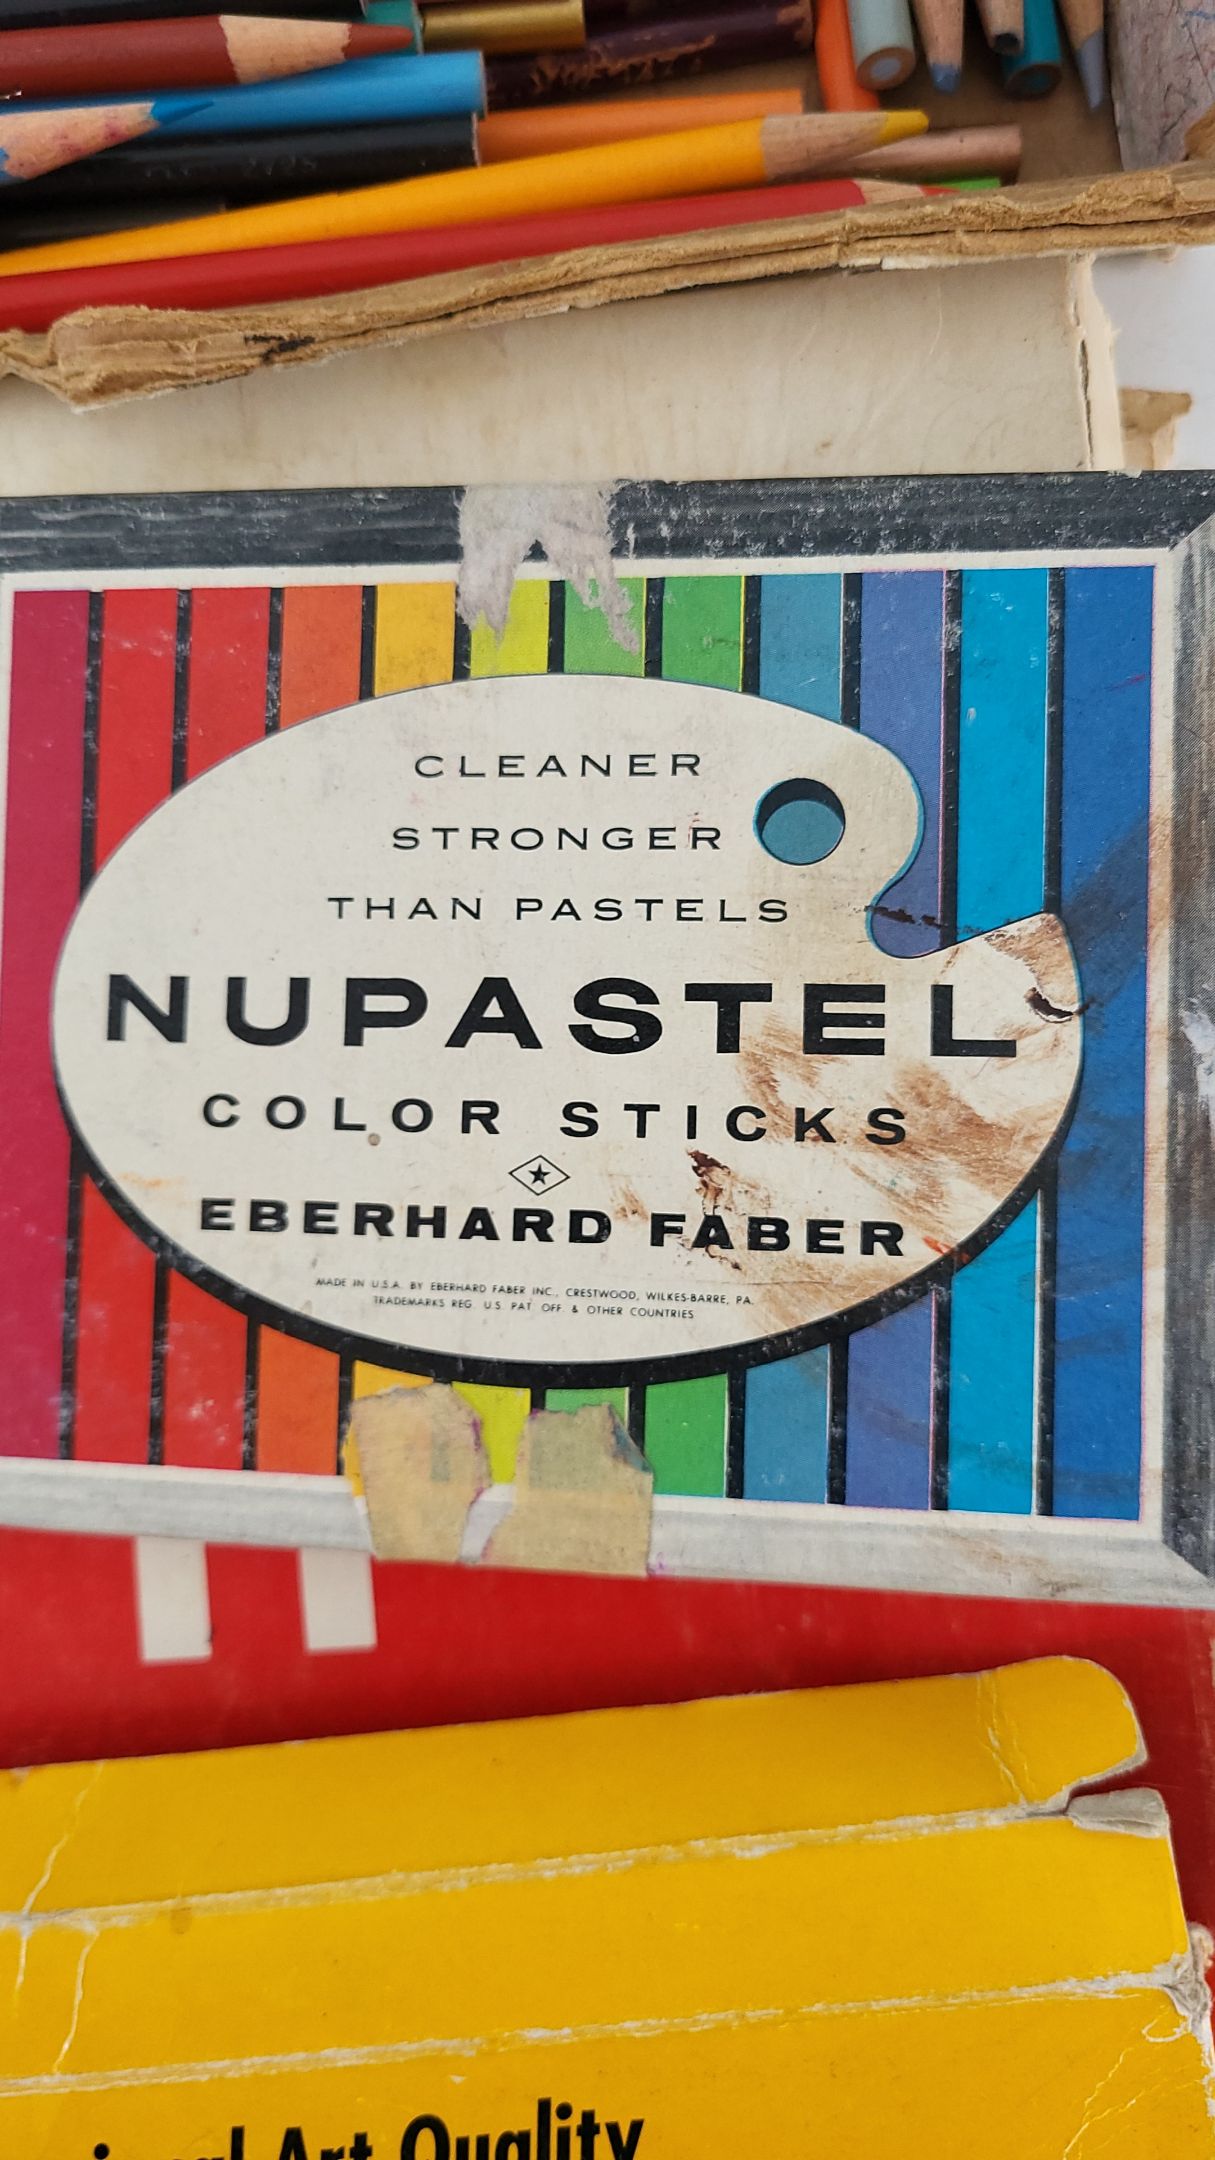 CLEANER
STRONGER
THAN PASTELS
NUPASTEL
COLOR STICKS
EBERHARD FABER
MADE IN U.S.A. BY EBERHARD FABER INC., CRESTWOOD, WILKES-BARRE, PA.
TRADEMARKS REG. U.S. PAT. OFF. & OTHER COUNTRIES
Art Quality